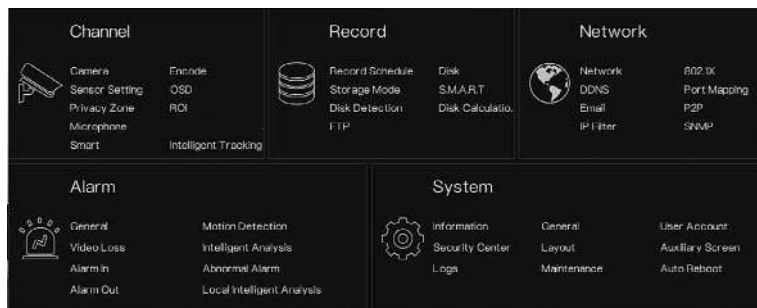 Channel
Camera
Encode
Sensor Setting
OSD
Privacy Zone
ROI
Microphone
Smart
Intelligent Tracking
Record
Record Schedule
Disk
Storage Mode
S.M.A.R.T
Disk Detection
Disk Calculatio.
FTP
Network
Network
802.1X
DDNS
Port Mapping
Email
P2P
IP Filter
SNMP
Alarm
General
Motion Detection
Video Loss
Intelligent Analysis
Alarm In
Abnormal Alarm
Alarm Out
Local Intelligent Analysis
System
Information
General
User Account
Security Center
Layout
Auxiliary Screen
Logs
Maintenance
Auto Reboot